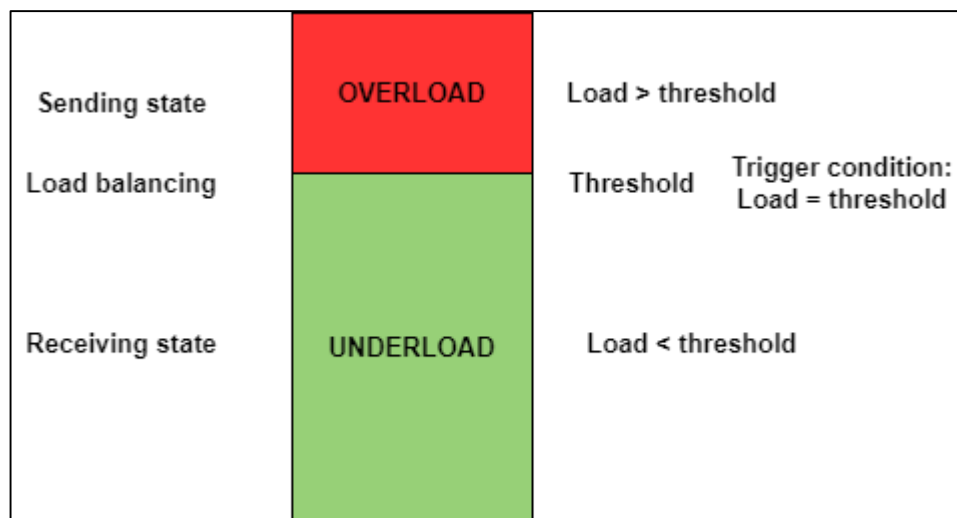 Sending state
OVERLOAD
Load > threshold
Load balancing
Threshold
Trigger condition:
Load = threshold
Receiving state
UNDERLOAD
Load < threshold